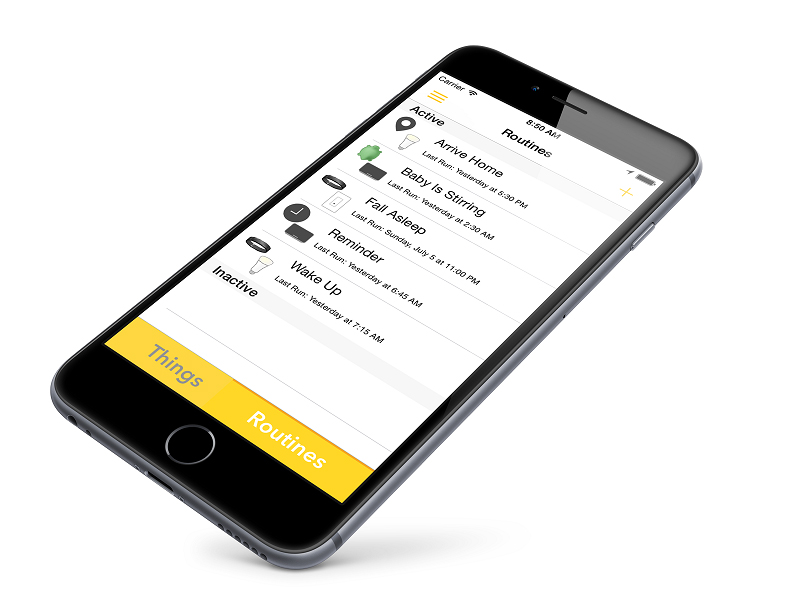 Carrier
8:50 AM
Routines
Active
Arrive Home
Last Run: Yesterday at 5:30 PM
Baby Is Stirring
Last Run: Yesterday at 2:30 AM
Fall Asleep
Last Run: Sunday, July 5 at 11:00 PM
Reminder
Last Run: Yesterday at 6:45 AM
Wake Up
Last Run: Yesterday at 7:15 AM
Inactive
Things
Routines